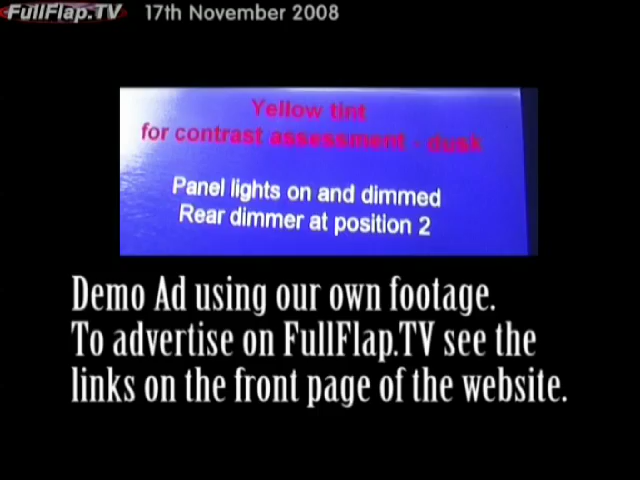 FullFlap.TV 17th November 2008
Yellow tint
for contrast assessment - dusk
Panel lights on and dimmed
Rear dimmer at position 2
Demo Ad using our own footage.
To advertise on FullFlap.TV see the
links on the front page of the website.